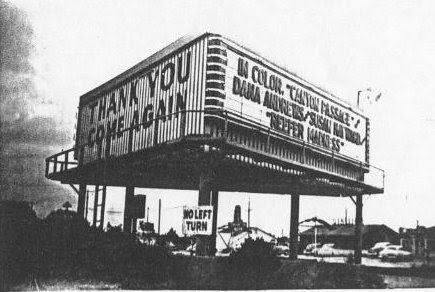 THANK YOU
COME AGAIN
IN COLOR: "CANYON PASSAGE"
DANA ANDREWS/SUSAN HAYWARD
"REEFER MADNESS"
NO LEFT
TURN